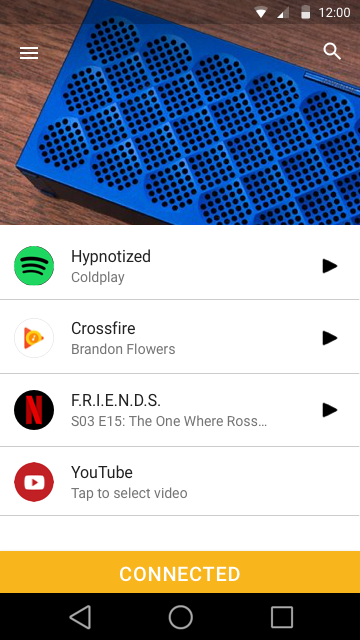 12:00
Hypnotized
Coldplay
Crossfire
Brandon Flowers
F.R.I.E.N.D.S.
S03 E15: The One Where Ross...
YouTube
Tap to select video
CONNECTED